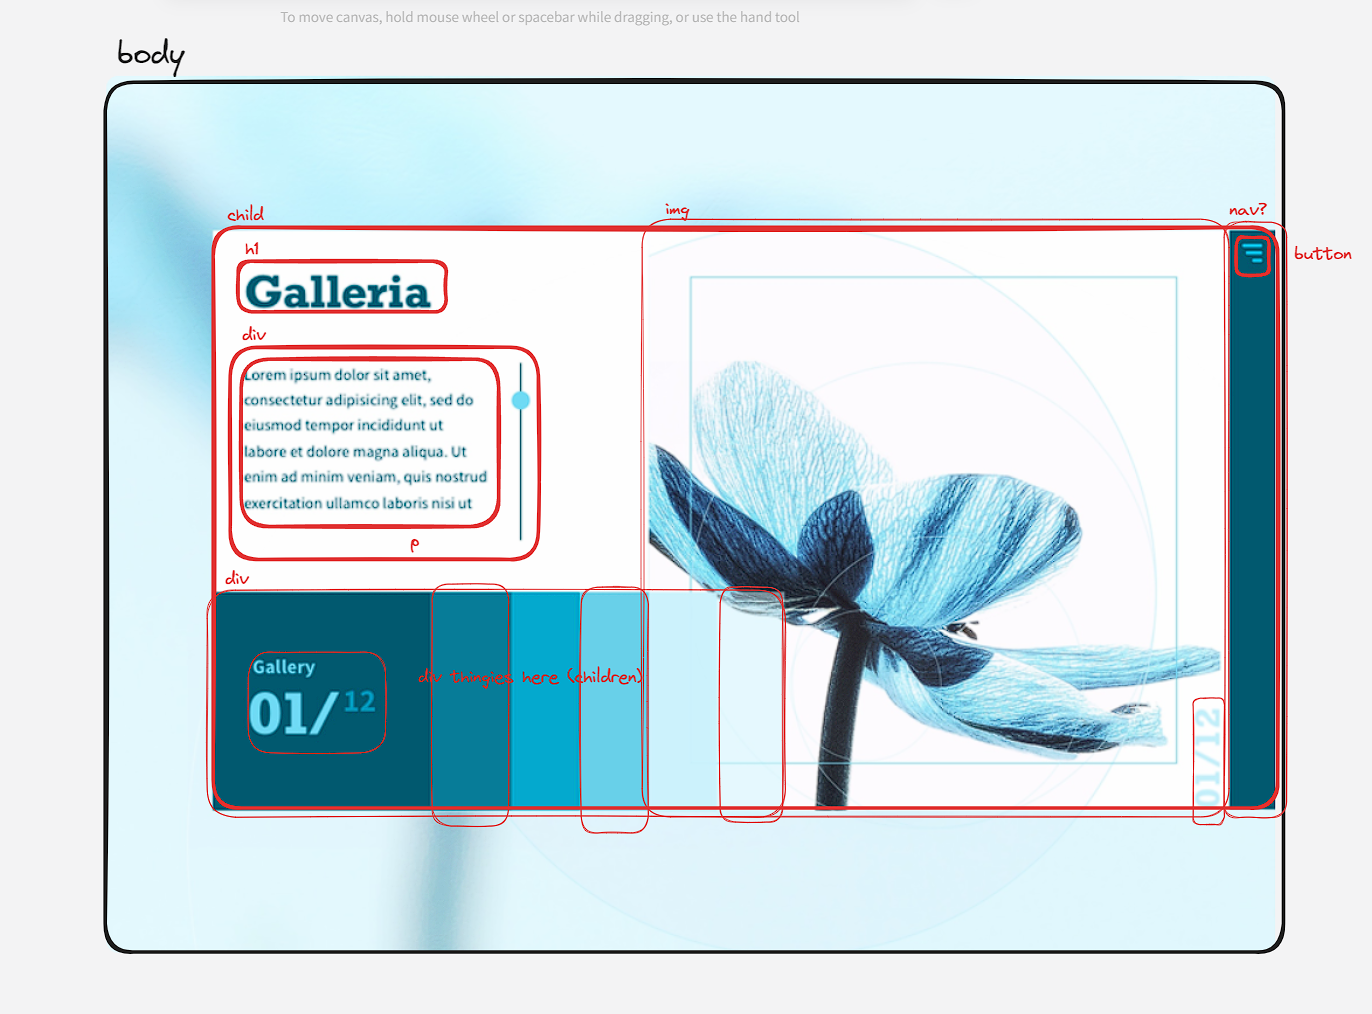 To move canvas, hold mouse wheel or spacebar while dragging, or use the hand tool
body
child
img
nav?
h1
button
Galleria
div
Lorem ipsum dolor sit amet,
consectetur adipisicing elit, sed do
eiusmod tempor incididunt ut
labore et dolore magna aliqua. Ut
enim ad minim veniam, quis nostrud
exercitation ullamco laboris nisi ut
p
div
Gallery
01/12
div thingies here (children)
01/12